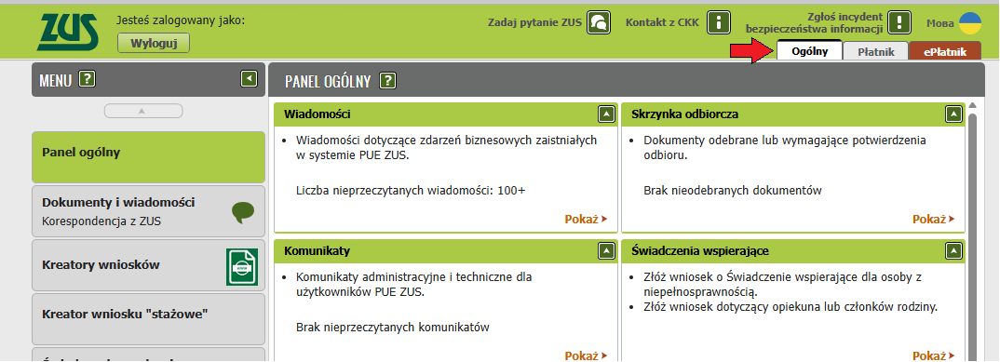 ZUS
Jesteś zalogowany jako:
Wyloguj
Zadaj pytanie ZUS
Kontakt z CKK
Zgłoś incydent
bezpieczeństwa informacji
Мова
Ogólny
Płatnik
ePłatnik
MENU ?
PANEL OGÓLNY ?
Panel ogólny
Dokumenty i wiadomości
Korespondencja z ZUS
Kreatory wniosków
www
Kreator wniosku "stażowe"
Wiadomości
Wiadomości dotyczące zdarzeń biznesowych zaistniałych
w systemie PUE ZUS.
Liczba nieprzeczytanych wiadomości: 100+
Pokaż
Skrzynka odbiorcza
Dokumenty odebrane lub wymagające potwierdzenia
odbioru.
Brak nieodebranych dokumentów
Pokaż
Komunikaty
Komunikaty administracyjne i techniczne dla
użytkowników PUE ZUS.
Brak nieprzeczytanych komunikatów
Pokaż
Świadczenia wspierające
Złóż wniosek o Świadczenie wspierające dla osoby z
niepełnosprawnością.
Złóż wniosek dotyczący opiekuna lub członków rodziny.
Pokaż